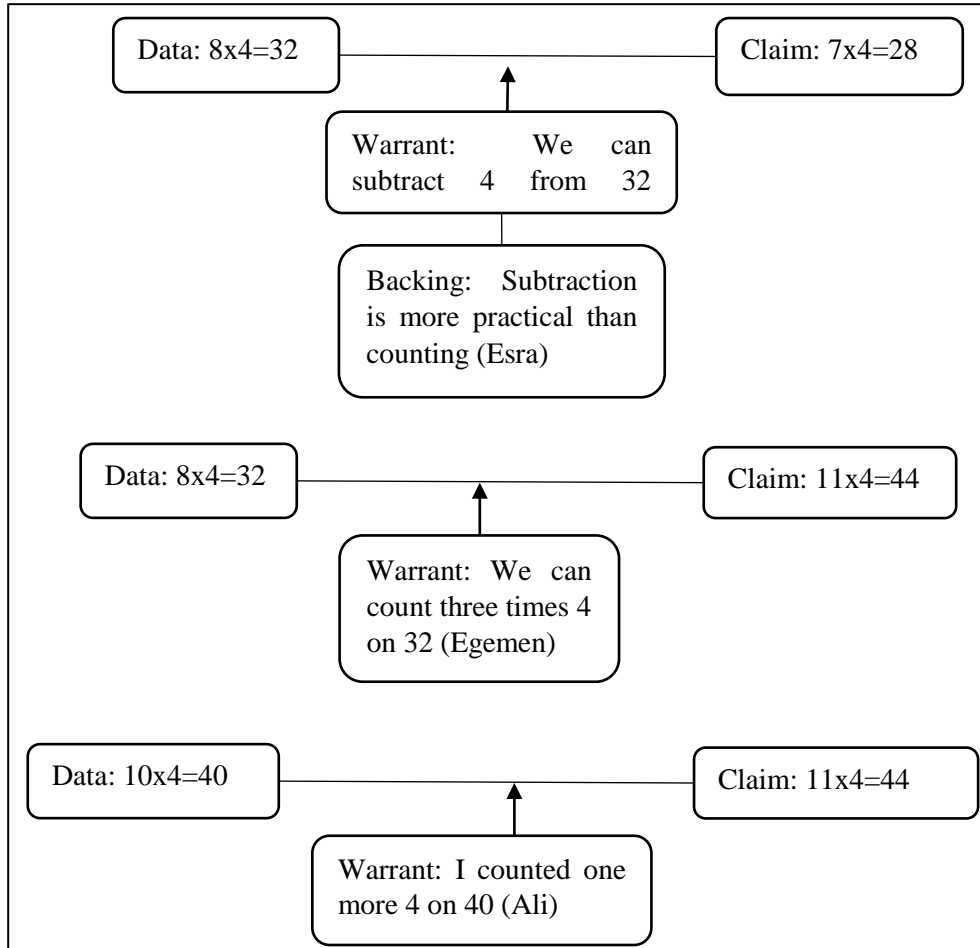 Data: 8x4=32
Claim: 7x4=28
Warrant: We can
subtract 4 from 32
Backing: Subtraction
is more practical than
counting (Esra)
Data: 8x4=32
Claim: 11x4=44
Warrant: We can
count three times 4
on 32 (Egemen)
Data: 10x4=40
Claim: 11x4=44
Warrant: I counted one
more 4 on 40 (Ali)